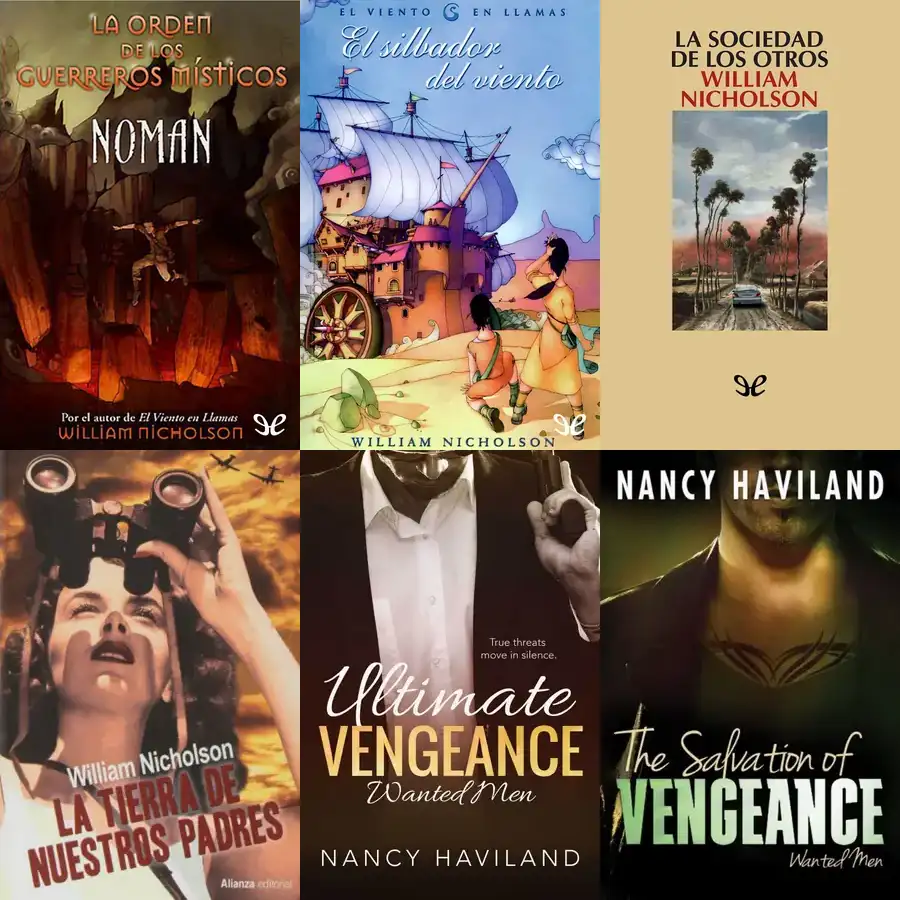 LA ORDEN
DE LOS
GUERREROS MÍSTICOS
NOMAN
Por el autor de El Viento en Llamas
WILLIAM NICHOLSON
EL VIENTO EN LLAMAS
El silbador
del viento
WILLIAM NICHOLSON
LA SOCIEDAD
DE LOS OTROS
WILLIAM
NICHOLSON
William Nicholson
LA TIERRA DE
NUESTROS PADRES
Alianza editorial
True threats
move in silence.
Ultimate
VENGEANCE
Wanted Men
NANCY HAVILAND
NANCY HAVILAND
The Salvation of
VENGEANCE
Wanted Men